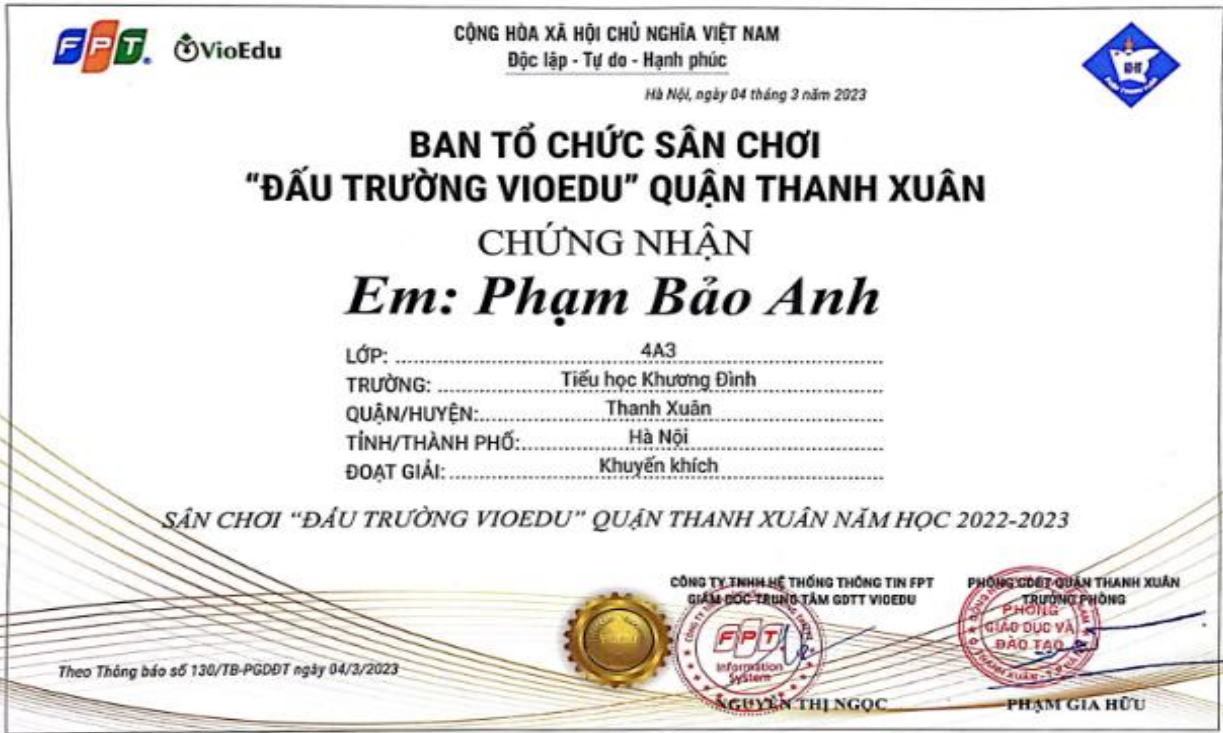 FPT. VioEdu
CỘNG HÒA XÃ HỘI CHỦ NGHĨA VIỆT NAM
Độc lập - Tự do - Hạnh phúc
Hà Nội, ngày 04 tháng 3 năm 2023
BAN TỔ CHỨC SÂN CHƠI
“ĐẤU TRƯỜNG VIOEDU” QUẬN THANH XUÂN
CHỨNG NHẬN
Em: Phạm Bảo Anh
LỚP: 4A3
TRƯỜNG: Tiểu học Khương Đình
QUẬN/HUYỆN: Thanh Xuân
TỈNH/THÀNH PHỐ: Hà Nội
ĐOẠT GIẢI: Khuyến khích
SÂN CHƠI “ĐẤU TRƯỜNG VIOEDU” QUẬN THANH XUÂN NĂM HỌC 2022-2023
CÔNG TY TNHH HỆ THỐNG THÔNG TIN FPT
GIÁM ĐỐC TRUNG TÂM GDTT VIOEDU
FPT
Information
System
NGUYỄN THỊ NGỌC
PHÒNG GDĐT QUẬN THANH XUÂN
TRƯỞNG PHÒNG
PHÒNG
GIÁO DỤC VÀ
ĐÀO TẠO
PHẠM GIA HỮU
Theo Thông báo số 130/TB-PGDĐT ngày 04/3/2023